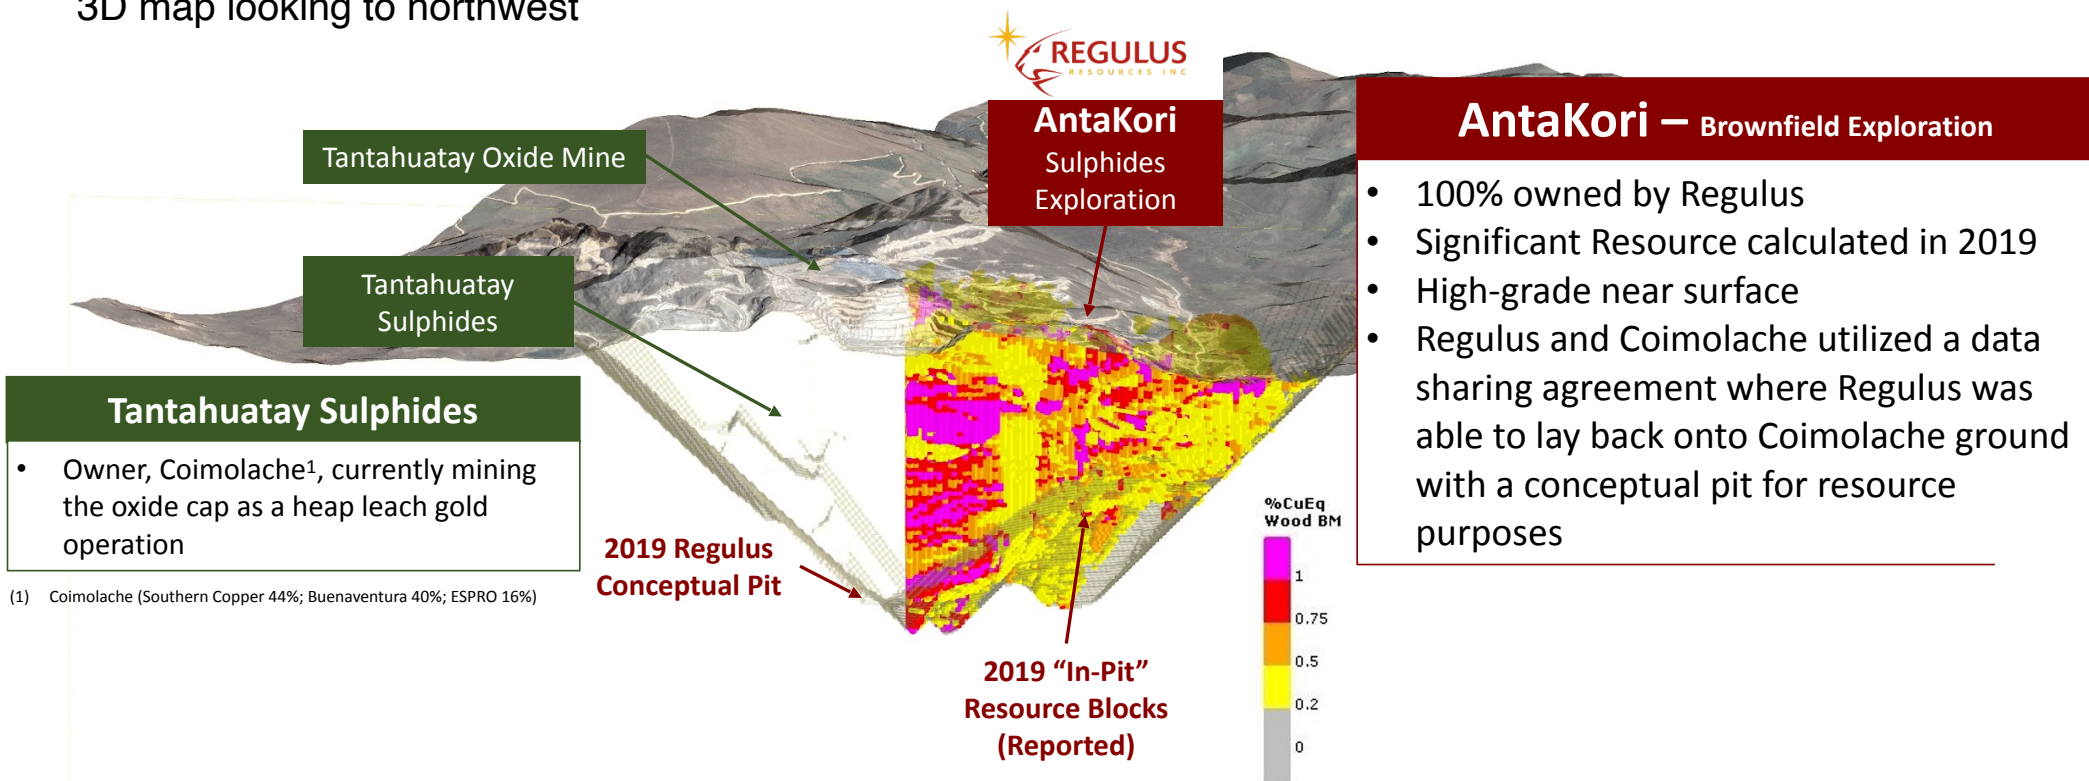 3D map looking to northwest
REGULUS
RESOURCES INC
AntaKori
Sulphides
Exploration
Tantahuatay Oxide Mine
Tantahuatay
Sulphides
Tantahuatay Sulphides
• Owner, Coimolache1, currently mining
the oxide cap as a heap leach gold
operation
(1) Coimolache (Southern Copper 44%; Buenaventura 40%; ESPRO 16%)
2019 Regulus
Conceptual Pit
2019 “In-Pit”
Resource Blocks
(Reported)
%CuEq
Wood BM
1
0.75
0.5
0.2
0
AntaKori – Brownfield Exploration
• 100% owned by Regulus
• Significant Resource calculated in 2019
• High-grade near surface
• Regulus and Coimolache utilized a data
sharing agreement where Regulus was
able to lay back onto Coimolache ground
with a conceptual pit for resource
purposes